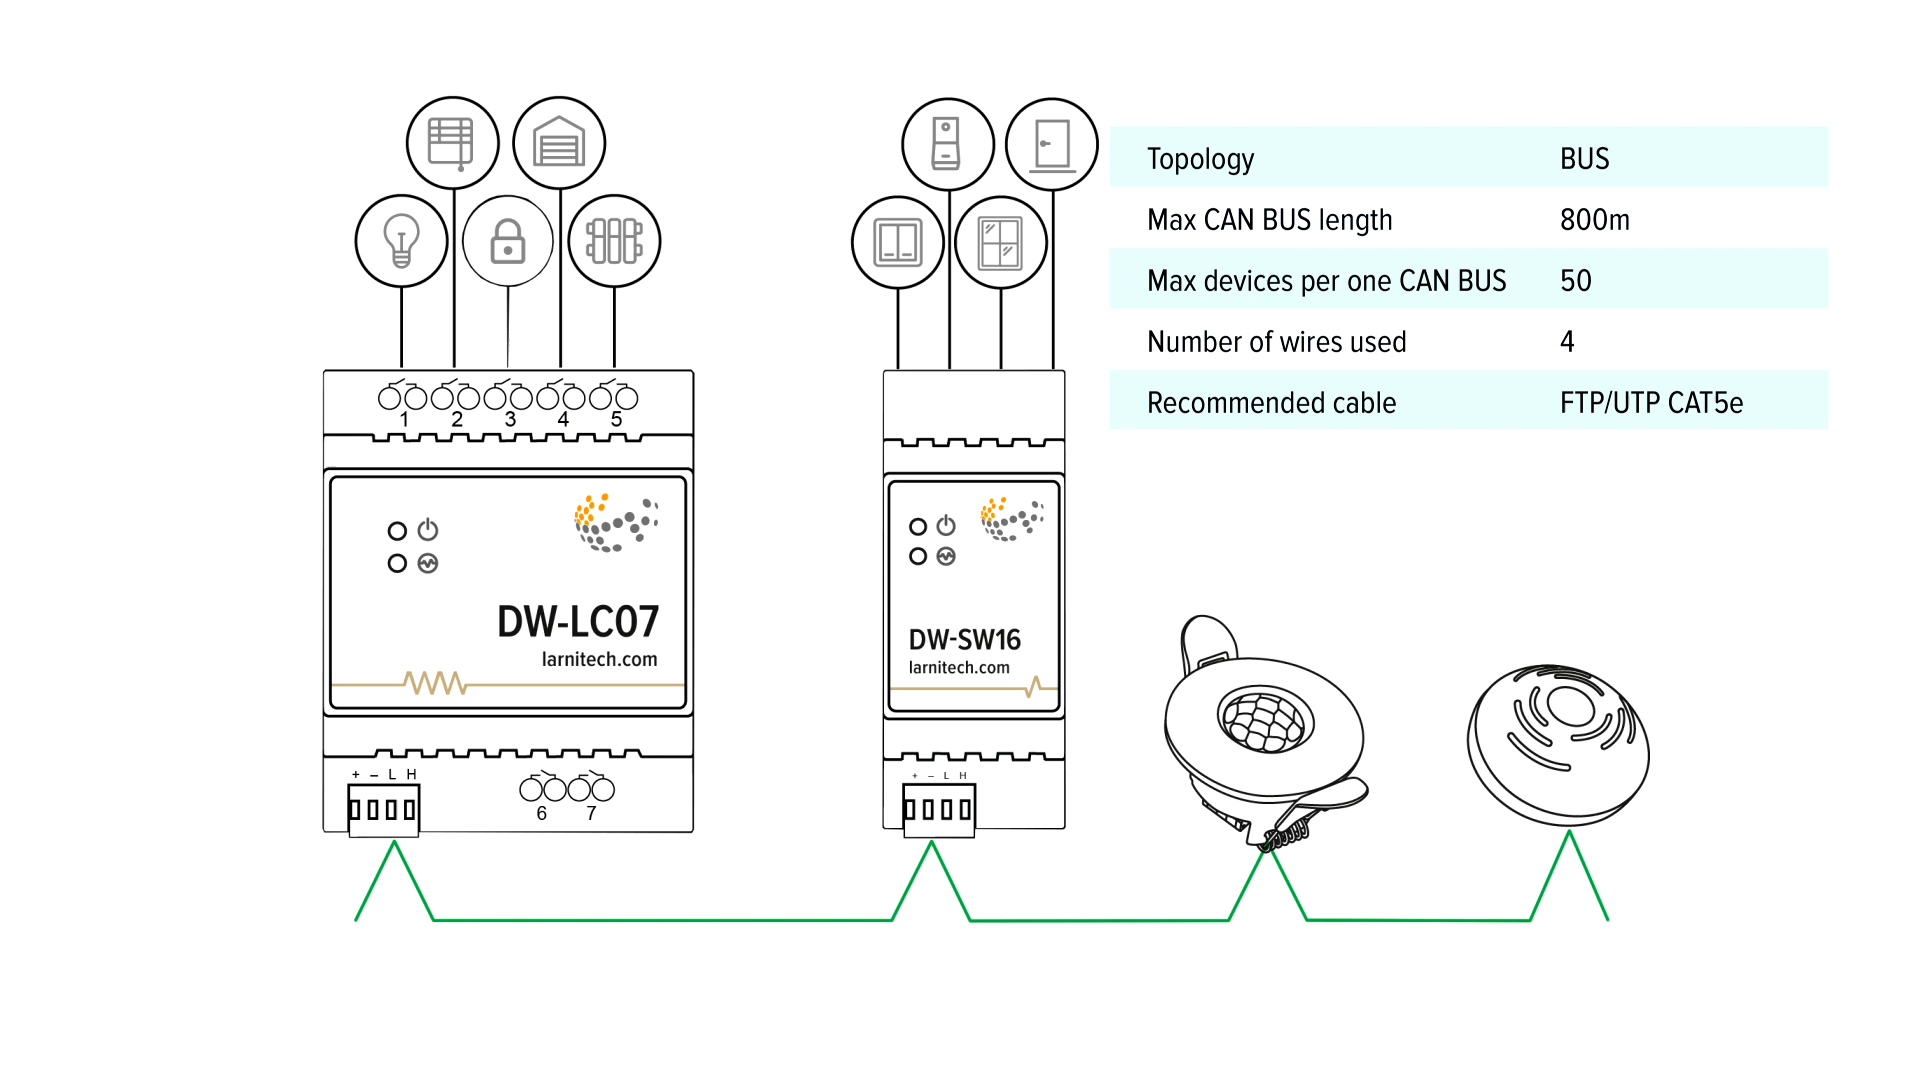 Topology BUS
Max CAN BUS length 800m
Max devices per one CAN BUS 50
Number of wires used 4
Recommended cable FTP/UTP CAT5e
1 2 3 4 5
DW-LC07
larnitech.com
+ – L H
6 7
DW-SW16
larnitech.com
+ – L H